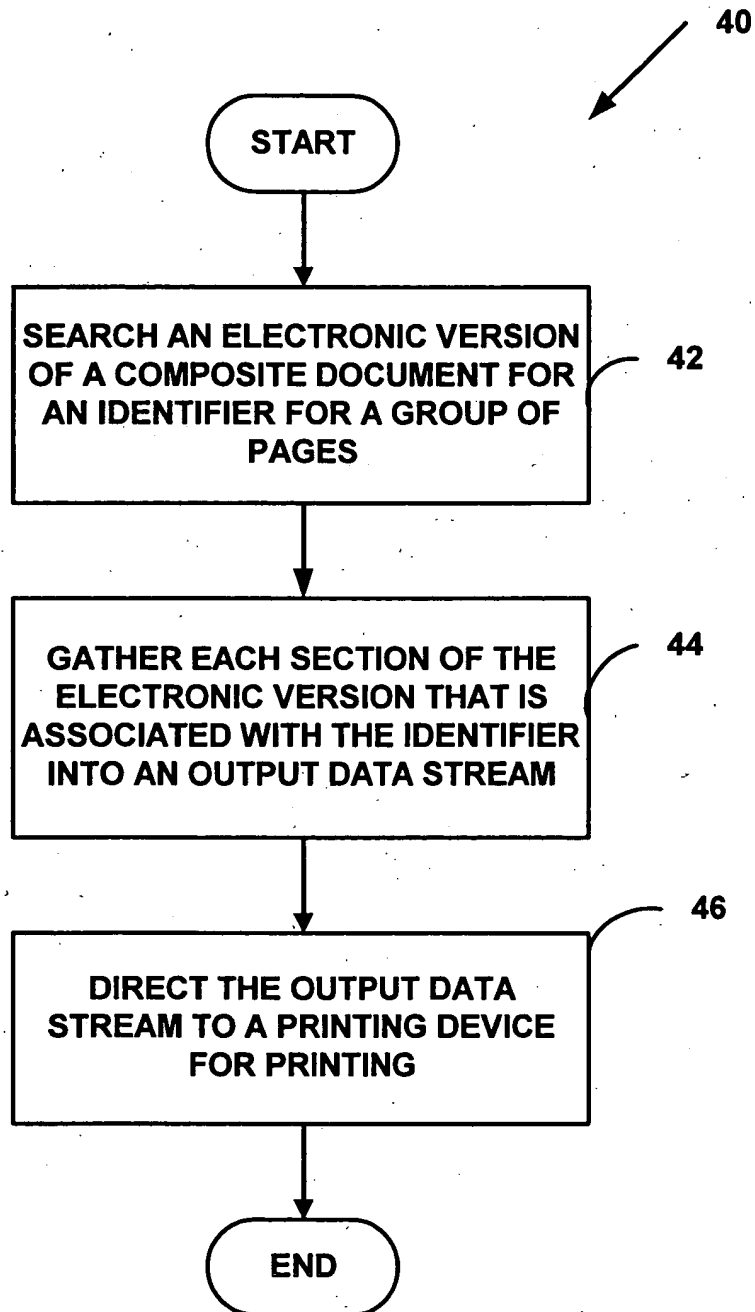 40
START
SEARCH AN ELECTRONIC VERSION
OF A COMPOSITE DOCUMENT FOR
AN IDENTIFIER FOR A GROUP OF
PAGES
42
GATHER EACH SECTION OF THE
ELECTRONIC VERSION THAT IS
ASSOCIATED WITH THE IDENTIFIER
INTO AN OUTPUT DATA STREAM
44
DIRECT THE OUTPUT DATA
STREAM TO A PRINTING DEVICE
FOR PRINTING
46
END